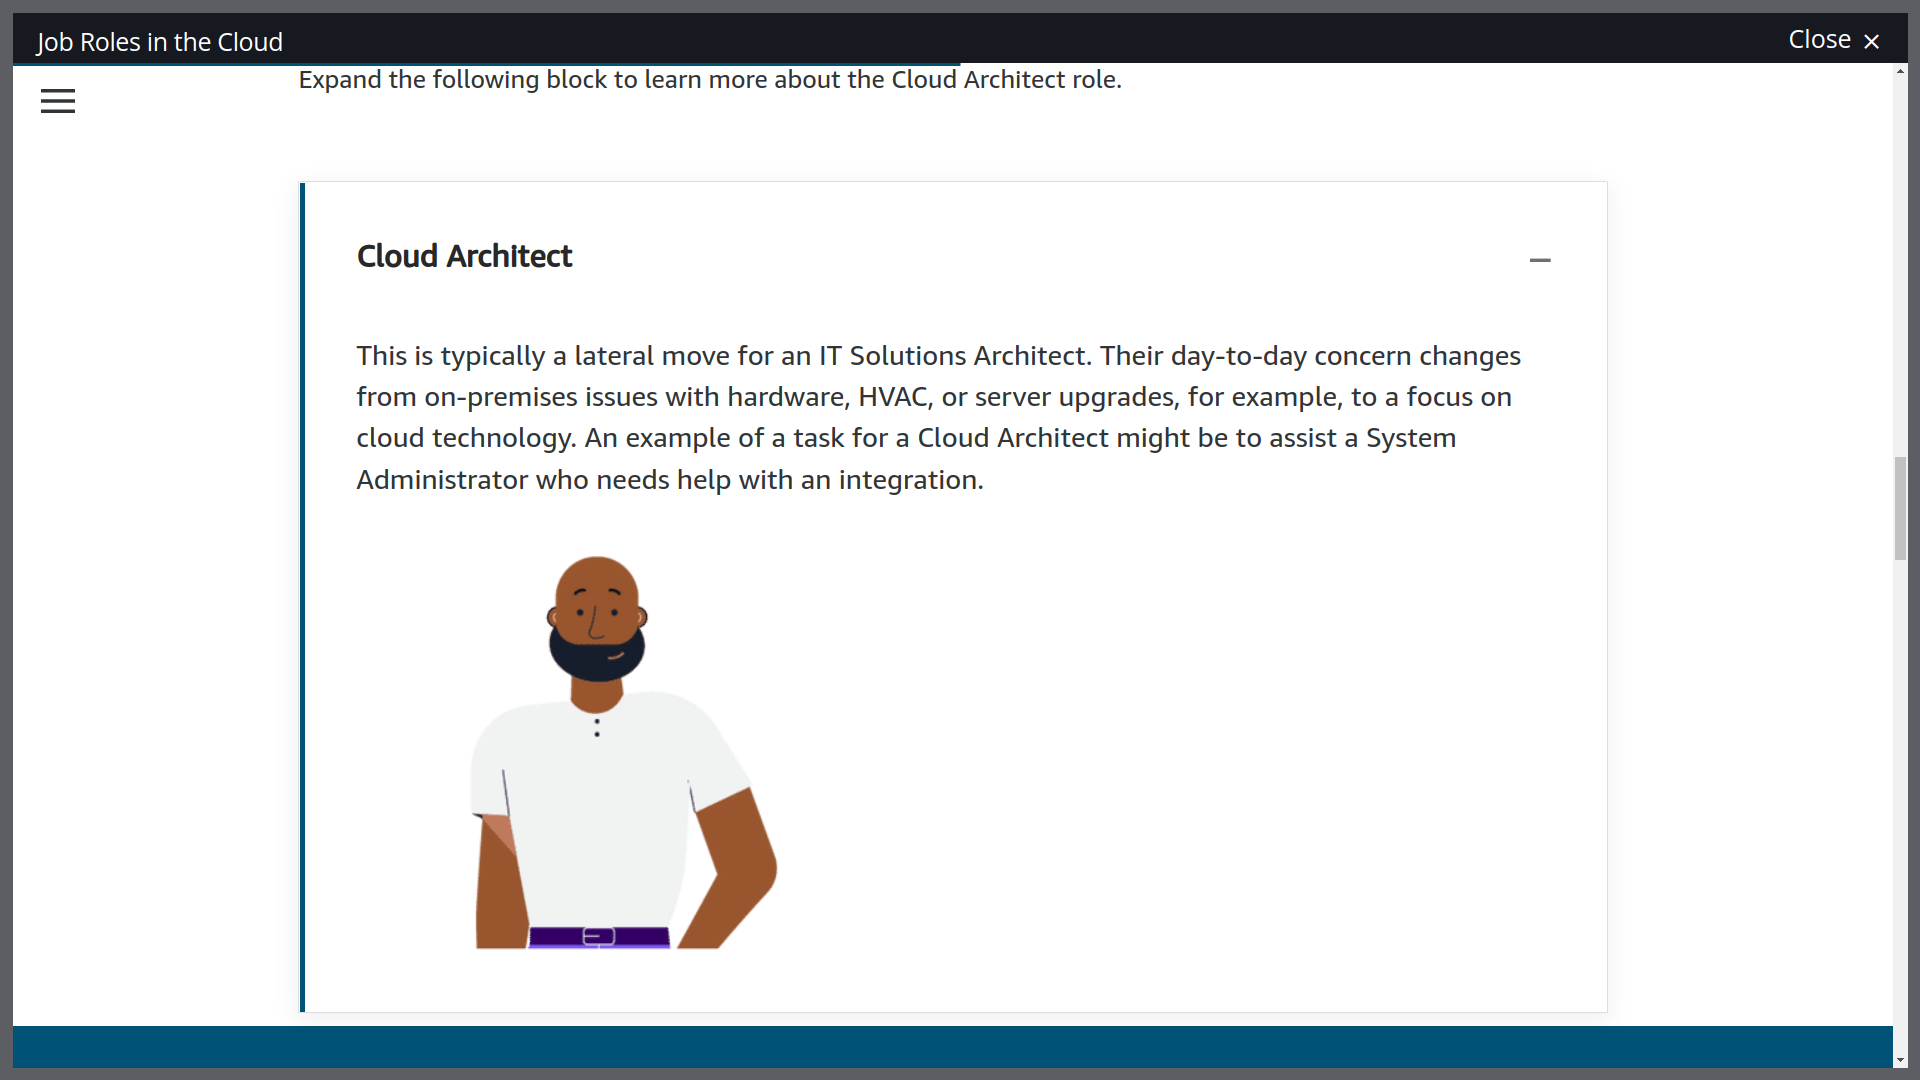 Job Roles in the Cloud
Close ×
Expand the following block to learn more about the Cloud Architect role.
Cloud Architect
This is typically a lateral move for an IT Solutions Architect. Their day-to-day concern changes
from on-premises issues with hardware, HVAC, or server upgrades, for example, to a focus on
cloud technology. An example of a task for a Cloud Architect might be to assist a System
Administrator who needs help with an integration.